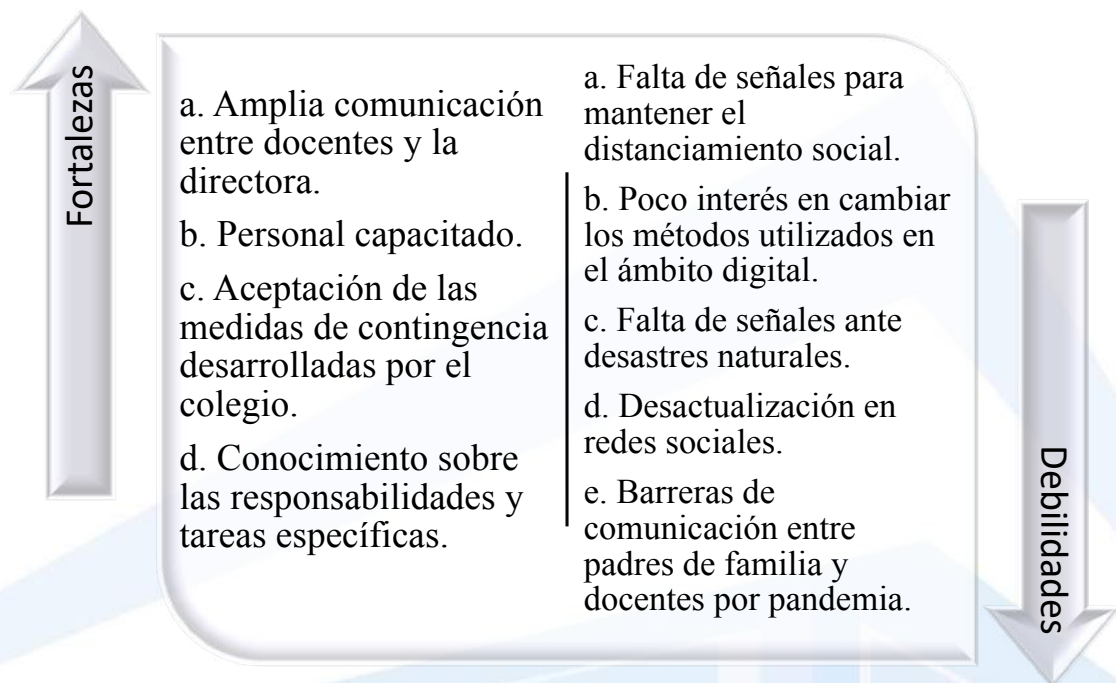 Fortalezas
a. Amplia comunicación
entre docentes y la
directora.
b. Personal capacitado.
c. Aceptación de las
medidas de contingencia
desarrolladas por el
colegio.
d. Conocimiento sobre
las responsabilidades y
tareas específicas.
a. Falta de señales para
mantener el
distanciamiento social.
b. Poco interés en cambiar
los métodos utilizados en
el ámbito digital.
c. Falta de señales ante
desastres naturales.
d. Desactualización en
redes sociales.
e. Barreras de
comunicación entre
padres de familia y
docentes por pandemia.
Debilidades